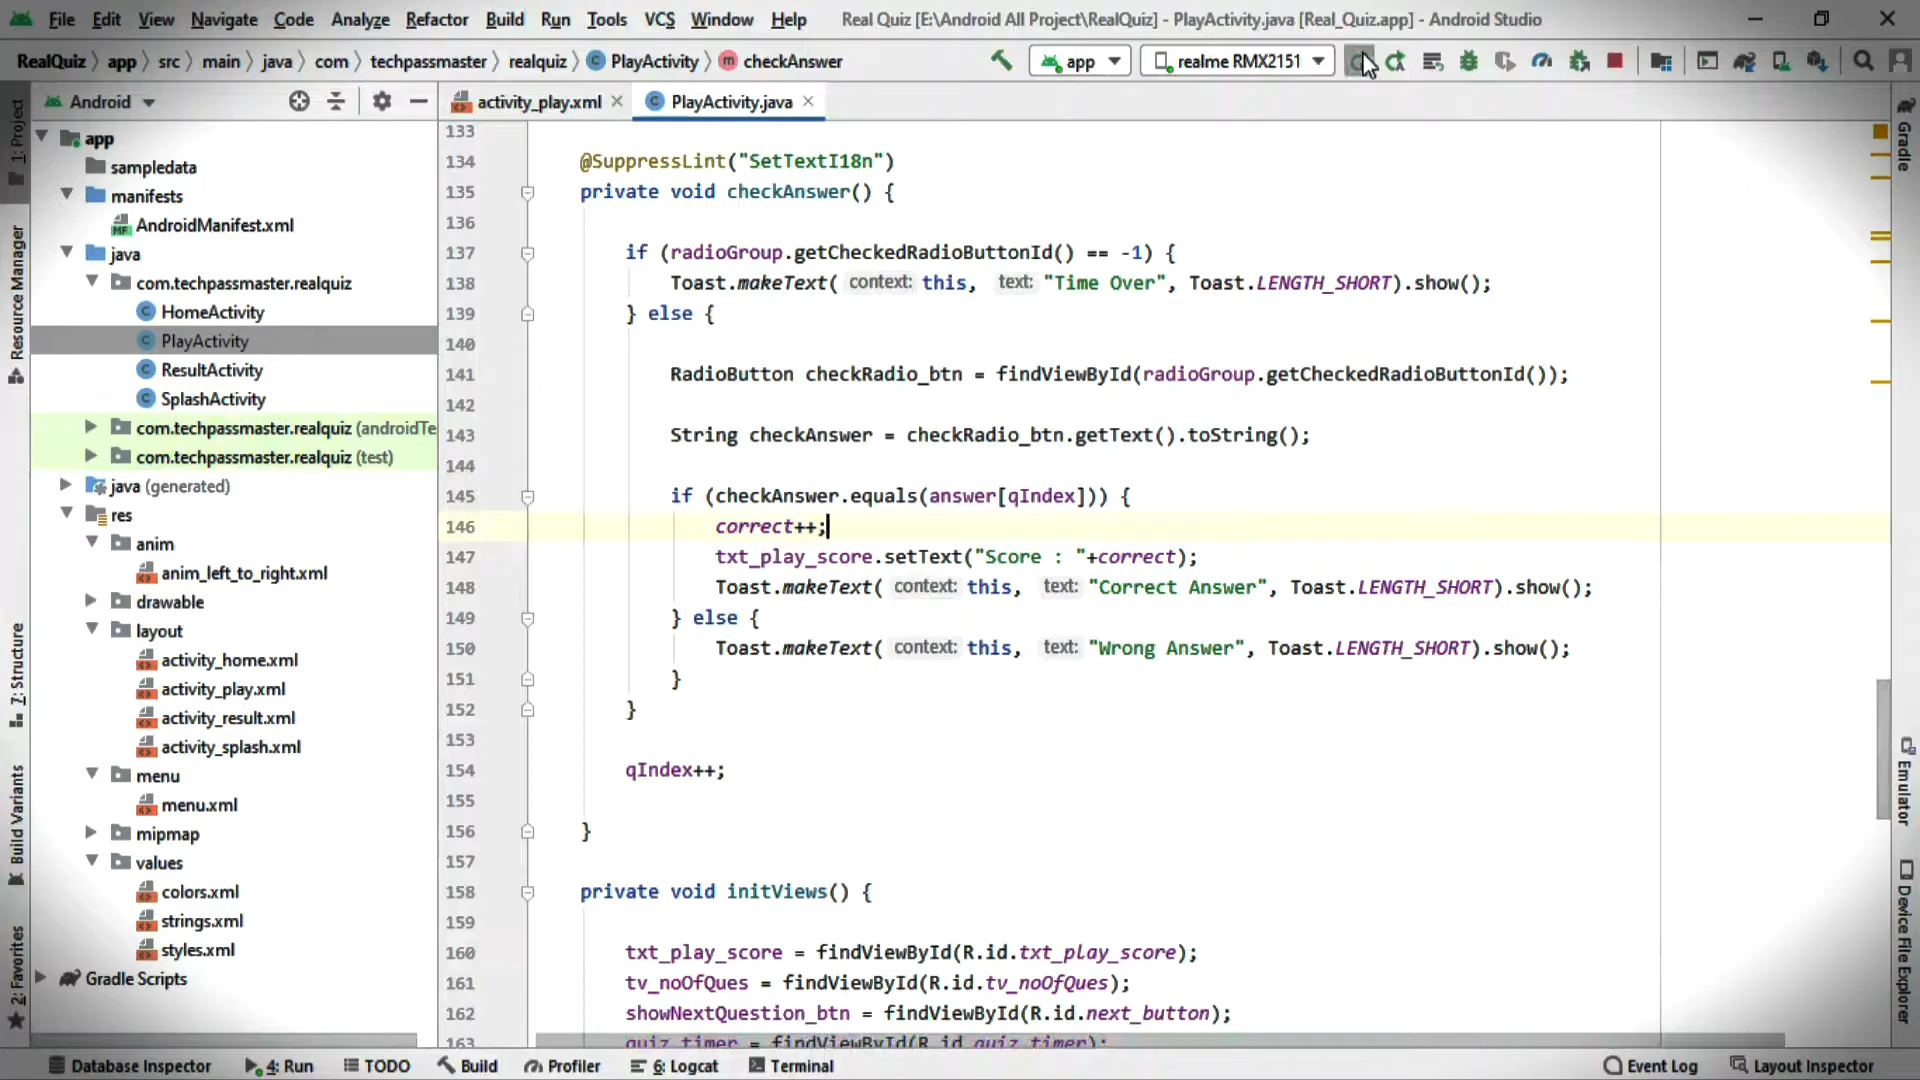 File Edit View Navigate Code Analyze Refactor Build Run Tools VCS Window Help Real Quiz [E:\Android All Project\RealQuiz] - PlayActivity.java [Real_Quiz.app] - Android Studio
RealQuiz app src main java com techpassmaster realquiz PlayActivity checkAnswer app realme RMX2151
Android
activity_play.xml PlayActivity.java
1: Project
Resource Manager
7: Structure
Build Variants
2: Favorites
app
sampledata
manifests
AndroidManifest.xml
java
com.techpassmaster.realquiz
HomeActivity
PlayActivity
ResultActivity
SplashActivity
com.techpassmaster.realquiz (androidTe
com.techpassmaster.realquiz (test)
java (generated)
res
anim
anim_left_to_right.xml
drawable
layout
activity_home.xml
activity_play.xml
activity_result.xml
activity_splash.xml
menu
menu.xml
mipmap
values
colors.xml
strings.xml
styles.xml
Gradle Scripts
133
134 @SuppressLint("SetTextI18n")
135 private void checkAnswer() {
136
137 if (radioGroup.getCheckedRadioButtonId() == -1) {
138 Toast.makeText( context: this, text: "Time Over", Toast.LENGTH_SHORT).show();
139 } else {
140
141 RadioButton checkRadio_btn = findViewById(radioGroup.getCheckedRadioButtonId());
142
143 String checkAnswer = checkRadio_btn.getText().toString();
144
145 if (checkAnswer.equals(answer[qIndex])) {
146 correct++;
147 txt_play_score.setText("Score : "+correct);
148 Toast.makeText( context: this, text: "Correct Answer", Toast.LENGTH_SHORT).show();
149 } else {
150 Toast.makeText( context: this, text: "Wrong Answer", Toast.LENGTH_SHORT).show();
151 }
152 }
153
154 qIndex++;
155
156 }
157
158 private void initViews() {
159
160 txt_play_score = findViewById(R.id.txt_play_score);
161 tv_noOfQues = findViewById(R.id.tv_noOfQues);
162 showNextQuestion_btn = findViewById(R.id.next_button);
163 quiz_timer = findViewById(R.id.quiz_timer);
Gradle
Emulator
Device File Explorer
Database Inspector 4: Run TODO Build Profiler 6: Logcat Terminal Event Log Layout Inspector